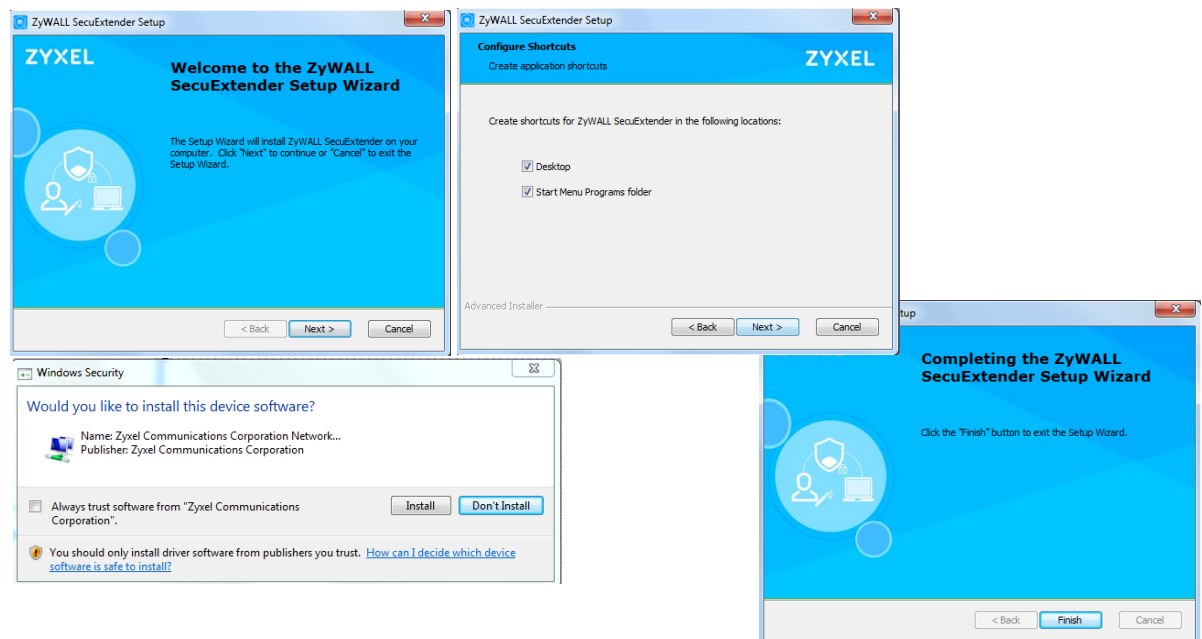 ZyWALL SecuExtender Setup
ZYXEL
Welcome to the ZyWALL
SecuExtender Setup Wizard
The Setup Wizard will install ZyWALL SecuExtender on your
computer. Click "Next" to continue or "Cancel" to exit the
Setup Wizard.
< Back
Next >
Cancel
ZyWALL SecuExtender Setup
Configure Shortcuts
Create application shortcuts
ZYXEL
Create shortcuts for ZyWALL SecuExtender in the following locations:
Desktop
Start Menu Programs folder
Advanced Installer
< Back
Next >
Cancel
Windows Security
Would you like to install this device software?
Name: Zyxel Communications Corporation Network...
Publisher: Zyxel Communications Corporation
Always trust software from "Zyxel Communications
Corporation".
Install
Don't Install
You should only install driver software from publishers you trust. How can I decide which device
software is safe to install?
tup
Completing the ZyWALL
SecuExtender Setup Wizard
Click the "Finish" button to exit the Setup Wizard.
< Back
Finish
Cancel